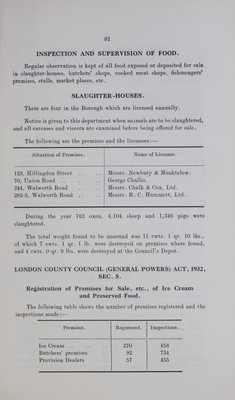 81
INSPECTION AND SUPERVISION OF FOOD.
Regular observation is kept of all food exposed or deposited for sale
in slaughter-houses, butchers' shops, cooked meat shops, fishmongers'
premises, stalls, market places, etc.
SLAUGHTER-HOUSES.
There are four in the Borough which are licensed annually.
Notice is given to this department when animals are to be slaughtered,
and all carcases and viscera are examined before being offered for sale.
The following are the premises and the licensees:—
Situation of Premises. Name of Licensee.
129, Hillingdon Street .. Messrs. Newbury & Manktelow.
70, Union Road .. George Challis.
244, Walworth Road .. Messrs. Chalk & Cox, Ltd.
283-5, Walworth Road .. Messrs. R. C. Hammett, Ltd.
During the year 762 oxen, 4,104 sheep and 1,346 pigs were
slaughtered.
The total weight found to be unsound was 11 cwts. 1 qr. 10 lbs.,
of which 7 cwts. 1 qr. 1 lb. were destroyed on premises where found,
and 4 cwts. 0 qr. 9 lbs. were destroyed at the Council's Depot.
LONDON COUNTY COUNCIL (GENERAL POWERS) ACT, 1932,
SEC. 5.
Registration of Premises for Sale, etc., of Ice Cream
and Preserved Food.
The following table shows the number of premises registered and the
inspections made:—
Premises. Registered. Inspections.
Ice Cream .. 270 458
Butchers' premises 92 754
Provision Dealers 57 455